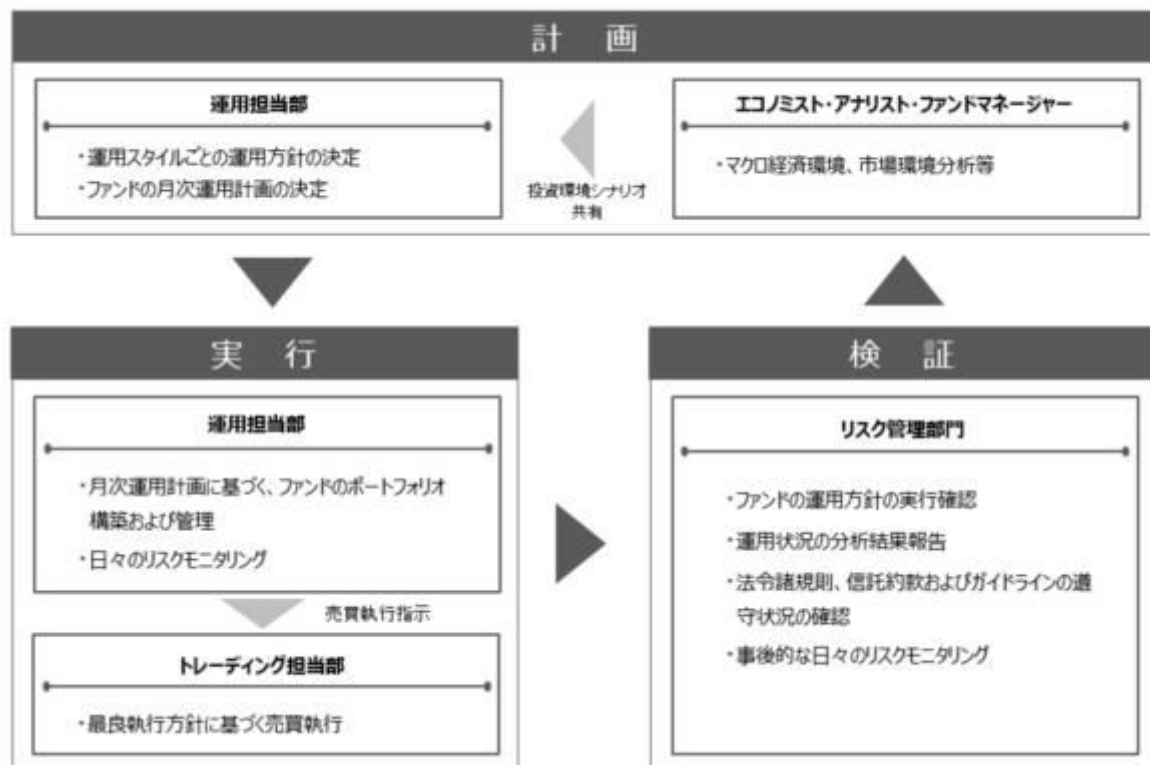 計 画
運用担当部
・運用スタイルごとの運用方針の決定
・ファンドの月次運用計画の決定
投資環境シナリオ
共有
エコノミスト・アナリスト・ファンドマネージャー
・マクロ経済環境、市場環境分析等
実 行
運用担当部
・月次運用計画に基づく、ファンドのポートフォリオ
構築および管理
・日々のリスクモニタリング
売買執行指示
トレーディング担当部
・最良執行方針に基づく売買執行
検 証
リスク管理部門
・ファンドの運用方針の実行確認
・運用状況の分析結果報告
・法令諸規則、信託約款およびガイドラインの遵
守状況の確認
・事後的な日々のリスクモニタリング